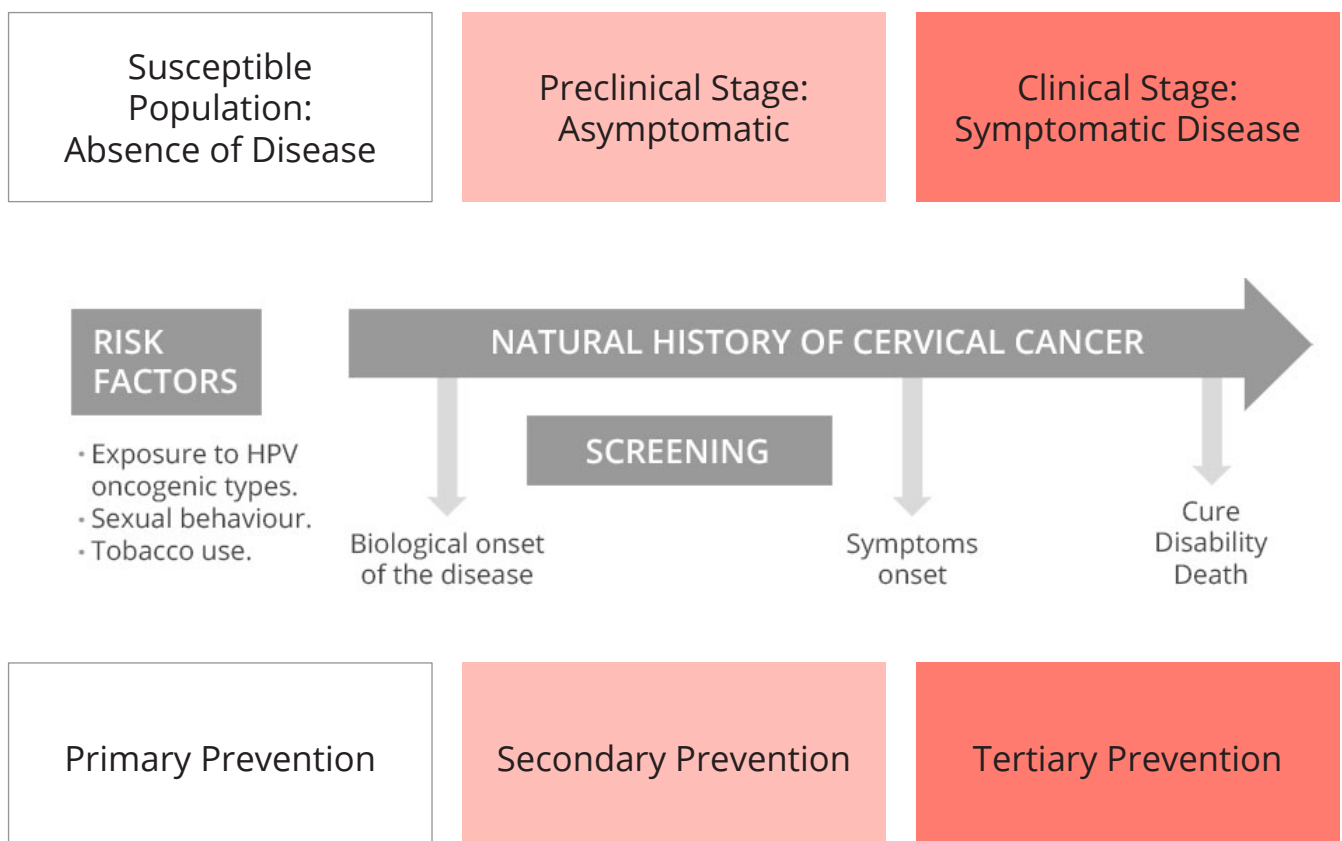 Susceptible
Population:
Absence of Disease
Preclinical Stage:
Asymptomatic
Clinical Stage:
Symptomatic Disease
RISK
FACTORS
• Exposure to HPV
oncogenic types.
• Sexual behaviour.
• Tobacco use.
NATURAL HISTORY OF CERVICAL CANCER
SCREENING
Biological onset
of the disease
Symptoms
onset
Cure
Disability
Death
Primary Prevention
Secondary Prevention
Tertiary Prevention